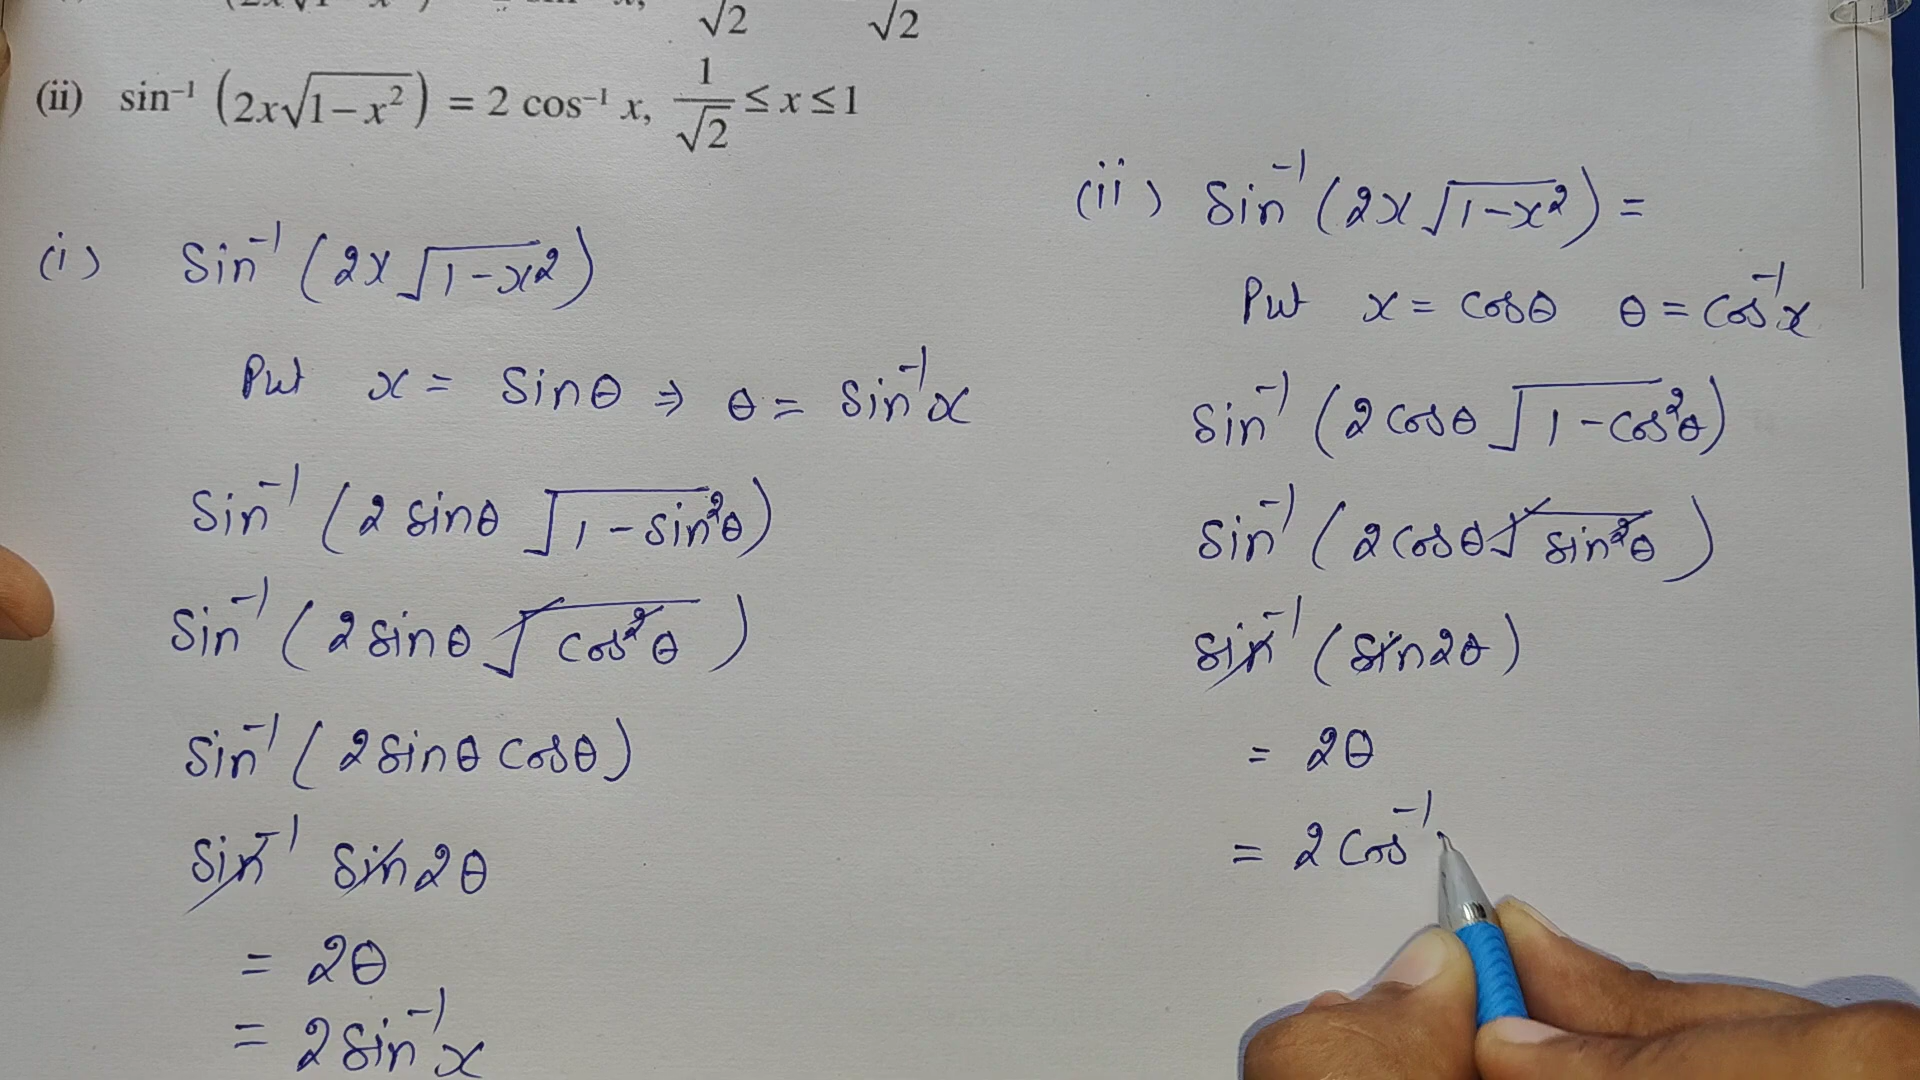 √2 √2
(ii) sin⁻¹ (2x√1−x²) = 2 cos⁻¹ x, 1/√2 ≤ x ≤ 1
(i) Sin⁻¹ (2x √1−x²)
Put x = Sinθ ⇒ θ = Sin⁻¹x
Sin⁻¹ (2 sinθ √1−sin²θ)
Sin⁻¹ (2 sinθ √cos²θ)
Sin⁻¹ (2 sinθ cosθ)
Sin⁻¹ Sin2θ
= 2θ
= 2 Sin⁻¹x
(ii) Sin⁻¹ (2x √1−x²) =
Put x = cosθ θ = Cos⁻¹x
Sin⁻¹ (2 cosθ √1−cos²θ)
Sin⁻¹ (2 cosθ √sin²θ)
Sin⁻¹ (Sin2θ)
= 2θ
= 2 Cos⁻¹